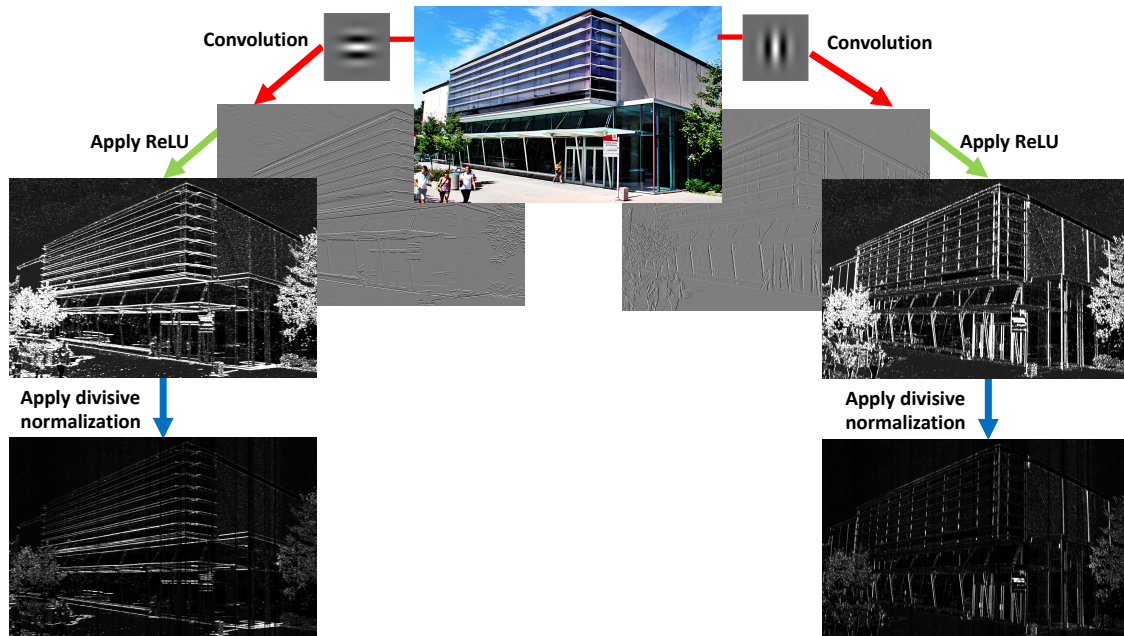 Convolution
Convolution
Apply ReLU
Apply ReLU
Apply divisive
normalization
Apply divisive
normalization